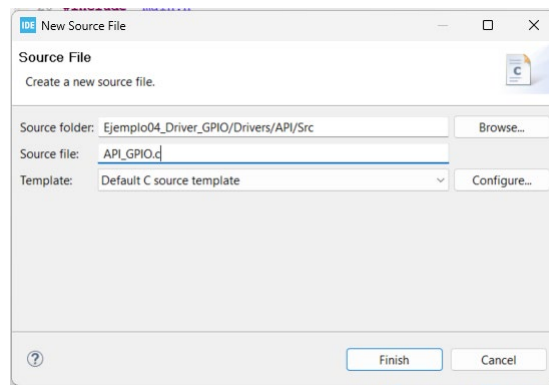 IDE New Source File
Source File
Create a new source file.
C
Source folder: Ejemplo04_Driver_GPIO/Drivers/API/Src Browse...
Source file: API_GPIO.c
Template: Default C source template Configure...
? Finish Cancel